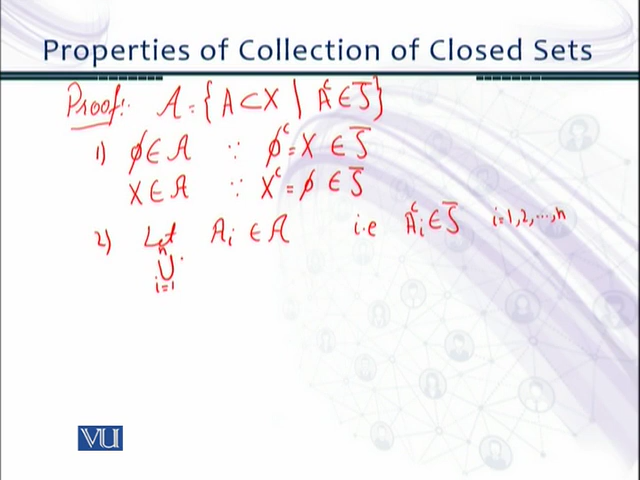 Properties of Collection of Closed Sets
Proof:. 𝒜 = {A ⊂ X | Aᶜ ∈ 𝒥}
1) ϕ ∈ 𝒜 ∵ ϕᶜ = X ∈ 𝒥
X ∈ 𝒜 ∵ Xᶜ = ϕ ∈ 𝒥
2) Let Aᵢ ∈ 𝒜 i.e Aᵢᶜ ∈ 𝒥 i=1,2,...,n
n
∪
i=1
VU